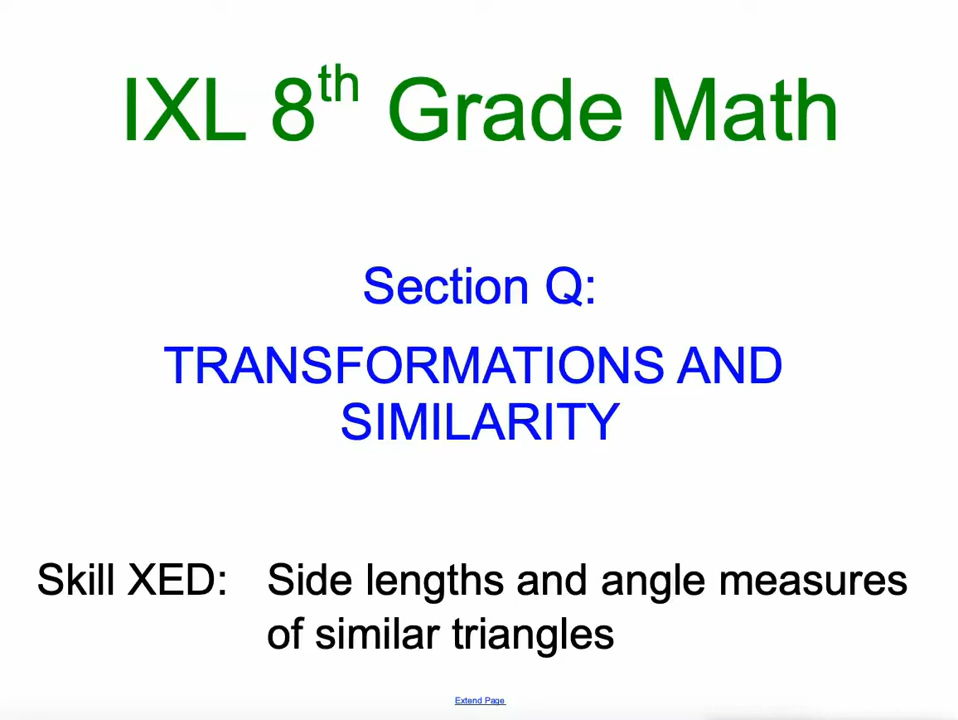 IXL 8th Grade Math
Section Q:
TRANSFORMATIONS AND
SIMILARITY
Skill XED: Side lengths and angle measures
of similar triangles
Extend Page